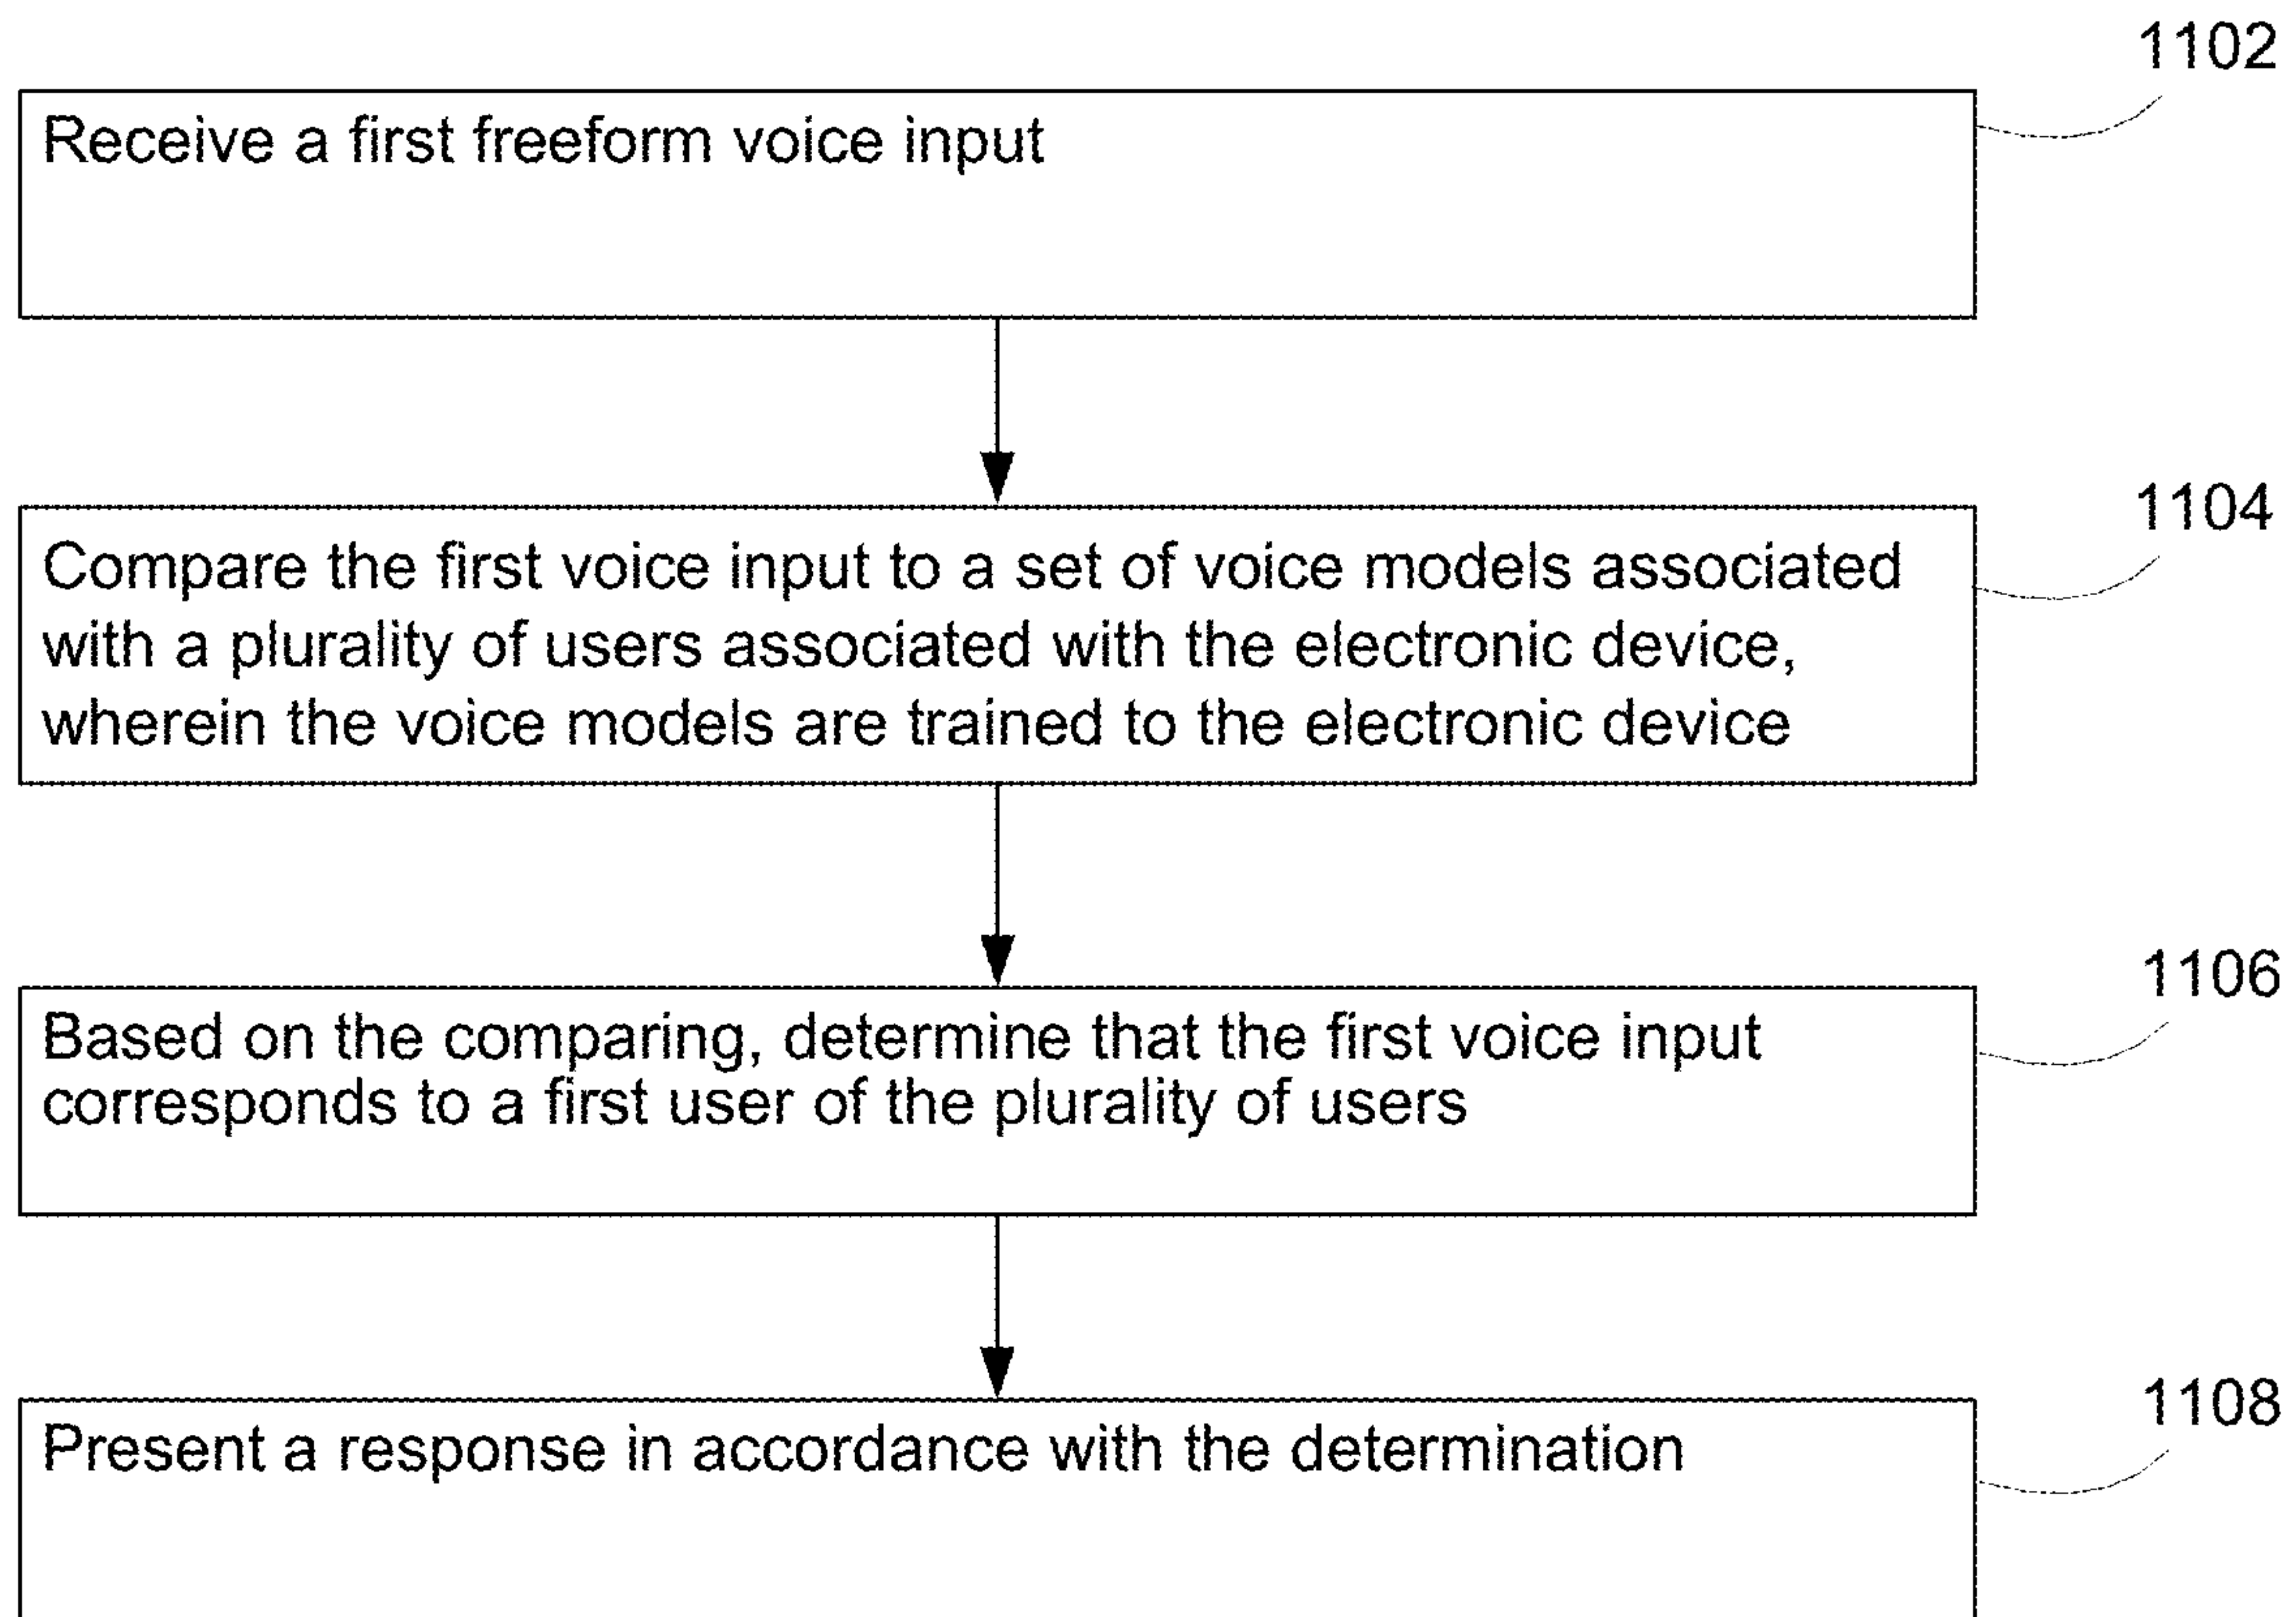 1102
Receive a first freeform voice input
1104
Compare the first voice input to a set of voice models associated
with a plurality of users associated with the electronic device,
wherein the voice models are trained to the electronic device
1106
Based on the comparing, determine that the first voice input
corresponds to a first user of the plurality of users
1108
Present a response in accordance with the determination